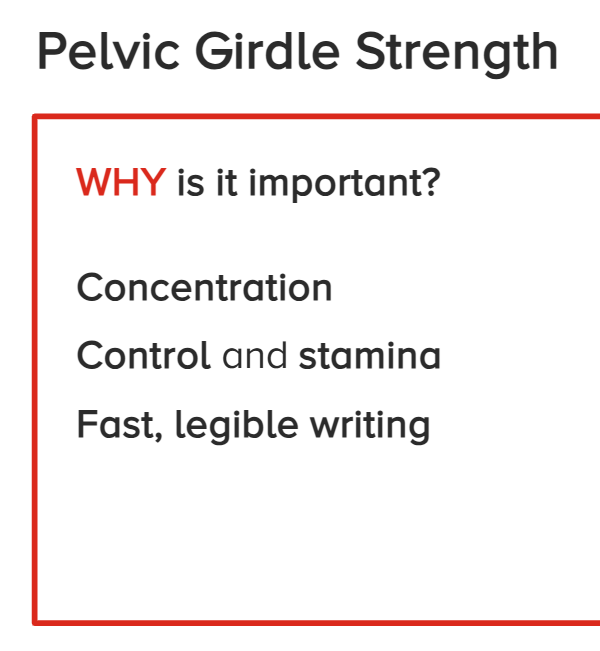 Pelvic Girdle Strength
WHY is it important?
Concentration
Control and stamina
Fast, legible writing